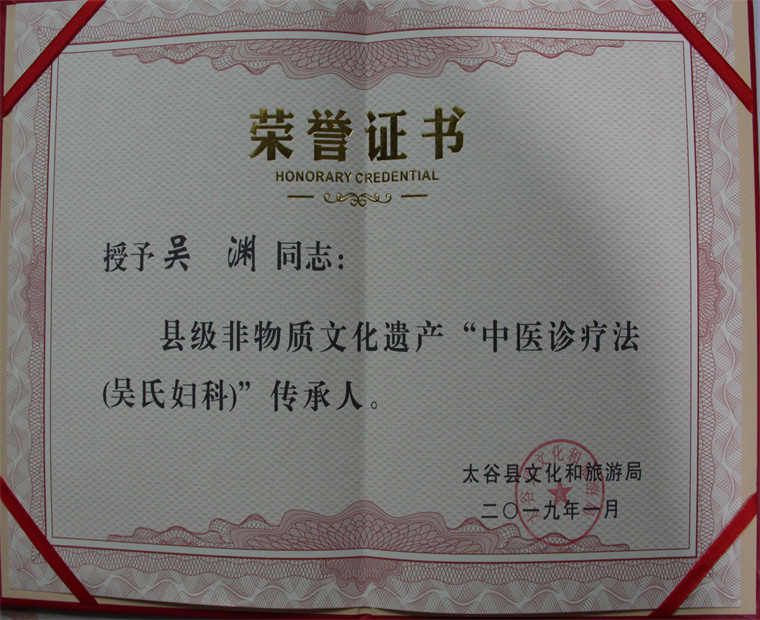 荣誉证书
HONORARY CREDENTIAL
授予吴 渊同志：
县级非物质文化遗产“中医诊疗法
(吴氏妇科)”传承人。
太谷县文化和旅游局
二〇一九年一月